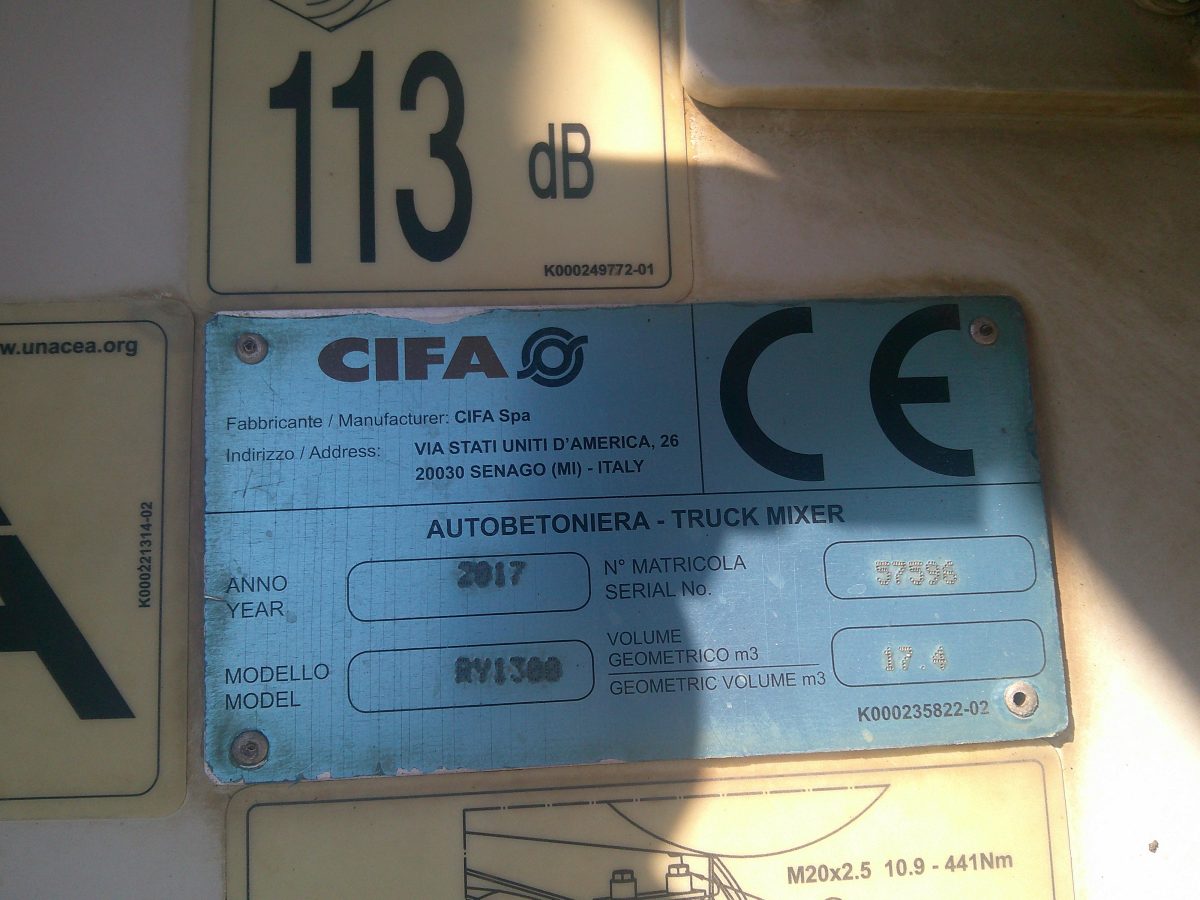 113
dB
K000249772-01
w.unacea.org
K000221314-02
CIFA
CE
Fabbricante / Manufacturer: CIFA Spa
Indirizzo / Address: VIA STATI UNITI D'AMERICA, 26
20030 SENAGO (MI) - ITALY
AUTOBETONIERA - TRUCK MIXER
ANNO
YEAR
2017
N° MATRICOLA
SERIAL No.
57596
MODELLO
MODEL
RY1300
VOLUME
GEOMETRICO m3
GEOMETRIC VOLUME m3
17.4
K000235822-02
M20x2.5 10.9 - 441Nm